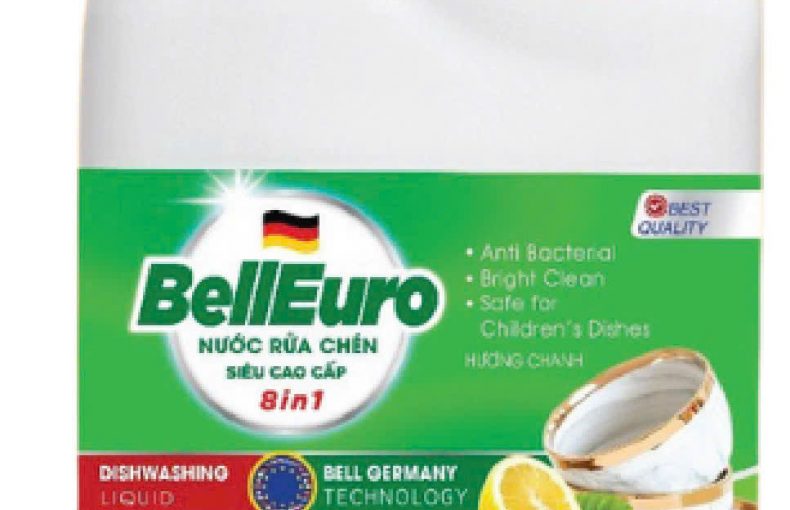 BEST
QUALITY
BellEuro
NƯỚC RỬA CHÉN
SIÊU CAO CẤP
8in1
• Anti Bacterial
• Bright Clean
• Safe for
Children's Dishes
HƯƠNG CHANH
DISHWASHING
LIQUID
BELL GERMANY
TECHNOLOGY